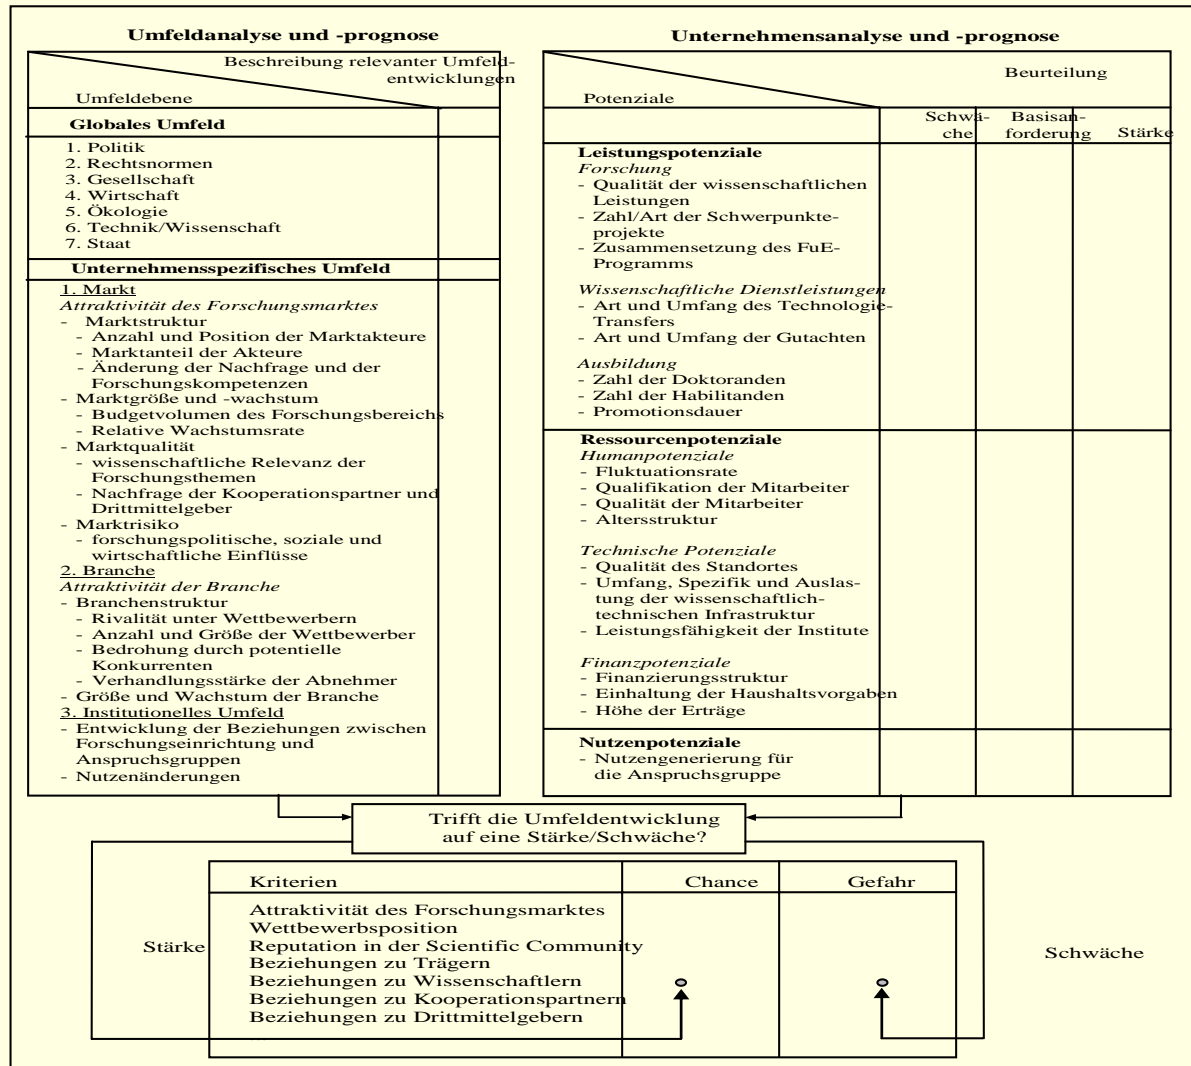 Umfeldanalyse und -prognose
Beschreibung relevanter Umfeld-
entwicklungen
Umfeldebene
Globales Umfeld
1. Politik
2. Rechtsnormen
3. Gesellschaft
4. Wirtschaft
5. Ökologie
6. Technik/Wissenschaft
7. Staat
Unternehmensspezifisches Umfeld
1. Markt
Attraktivität des Forschungsmarktes
- Marktstruktur
- Anzahl und Position der Marktakteure
- Marktanteil der Akteure
- Änderung der Nachfrage und der
Forschungskompetenzen
- Marktgröße und -wachstum
- Budgetvolumen des Forschungsbereichs
- Relative Wachstumsrate
- Marktqualität
- wissenschaftliche Relevanz der
Forschungsthemen
- Nachfrage der Kooperationspartner und
Drittmittelgeber
- Marktrisiko
- forschungspolitische, soziale und
wirtschaftliche Einflüsse
2. Branche
Attraktivität der Branche
- Branchenstruktur
- Rivalität unter Wettbewerbern
- Anzahl und Größe der Wettbewerber
- Bedrohung durch potentielle
Konkurrenten
- Verhandlungsstärke der Abnehmer
- Größe und Wachstum der Branche
3. Institutionelles Umfeld
- Entwicklung der Beziehungen zwischen
Forschungseinrichtung und
Anspruchsgruppen
- Nutzenänderungen
Unternehmensanalyse und -prognose
Beurteilung
Potenziale
Schwä-
che
Basisan-
forderung
Stärke
Leistungspotenziale
Forschung
- Qualität der wissenschaftlichen
Leistungen
- Zahl/Art der Schwerpunkte-
projekte
- Zusammensetzung des FuE-
Programms
Wissenschaftliche Dienstleistungen
- Art und Umfang des Technologie-
Transfers
- Art und Umfang der Gutachten
Ausbildung
- Zahl der Doktoranden
- Zahl der Habilitanden
- Promotionsdauer
Ressourcenpotenziale
Humanpotenziale
- Fluktuationsrate
- Qualifikation der Mitarbeiter
- Qualität der Mitarbeiter
- Altersstruktur
Technische Potenziale
- Qualität des Standortes
- Umfang, Spezifik und Auslas-
tung der wissenschaftlich-
technischen Infrastruktur
- Leistungsfähigkeit der Institute
Finanzpotenziale
- Finanzierungsstruktur
- Einhaltung der Haushaltsvorgaben
- Höhe der Erträge
Nutzenpotenziale
- Nutzengenerierung für
die Anspruchsgruppe
Trifft die Umfeldentwicklung
auf eine Stärke/Schwäche?
Kriterien
Chance
Gefahr
Attraktivität des Forschungsmarktes
Wettbewerbsposition
Reputation in der Scientific Community
Beziehungen zu Trägern
Beziehungen zu Wissenschaftlern
Beziehungen zu Kooperationspartnern
Beziehungen zu Drittmittelgebern
...
Stärke
Schwäche